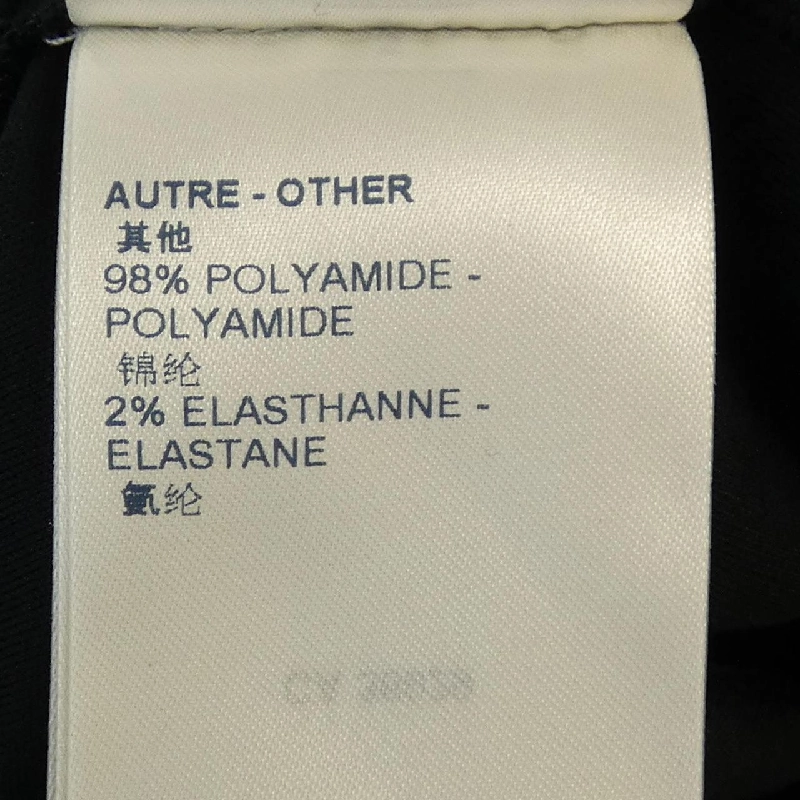 AUTRE - OTHER
其他
98% POLYAMIDE -
POLYAMIDE
锦纶
2% ELASTHANNE -
ELASTANE
氨纶